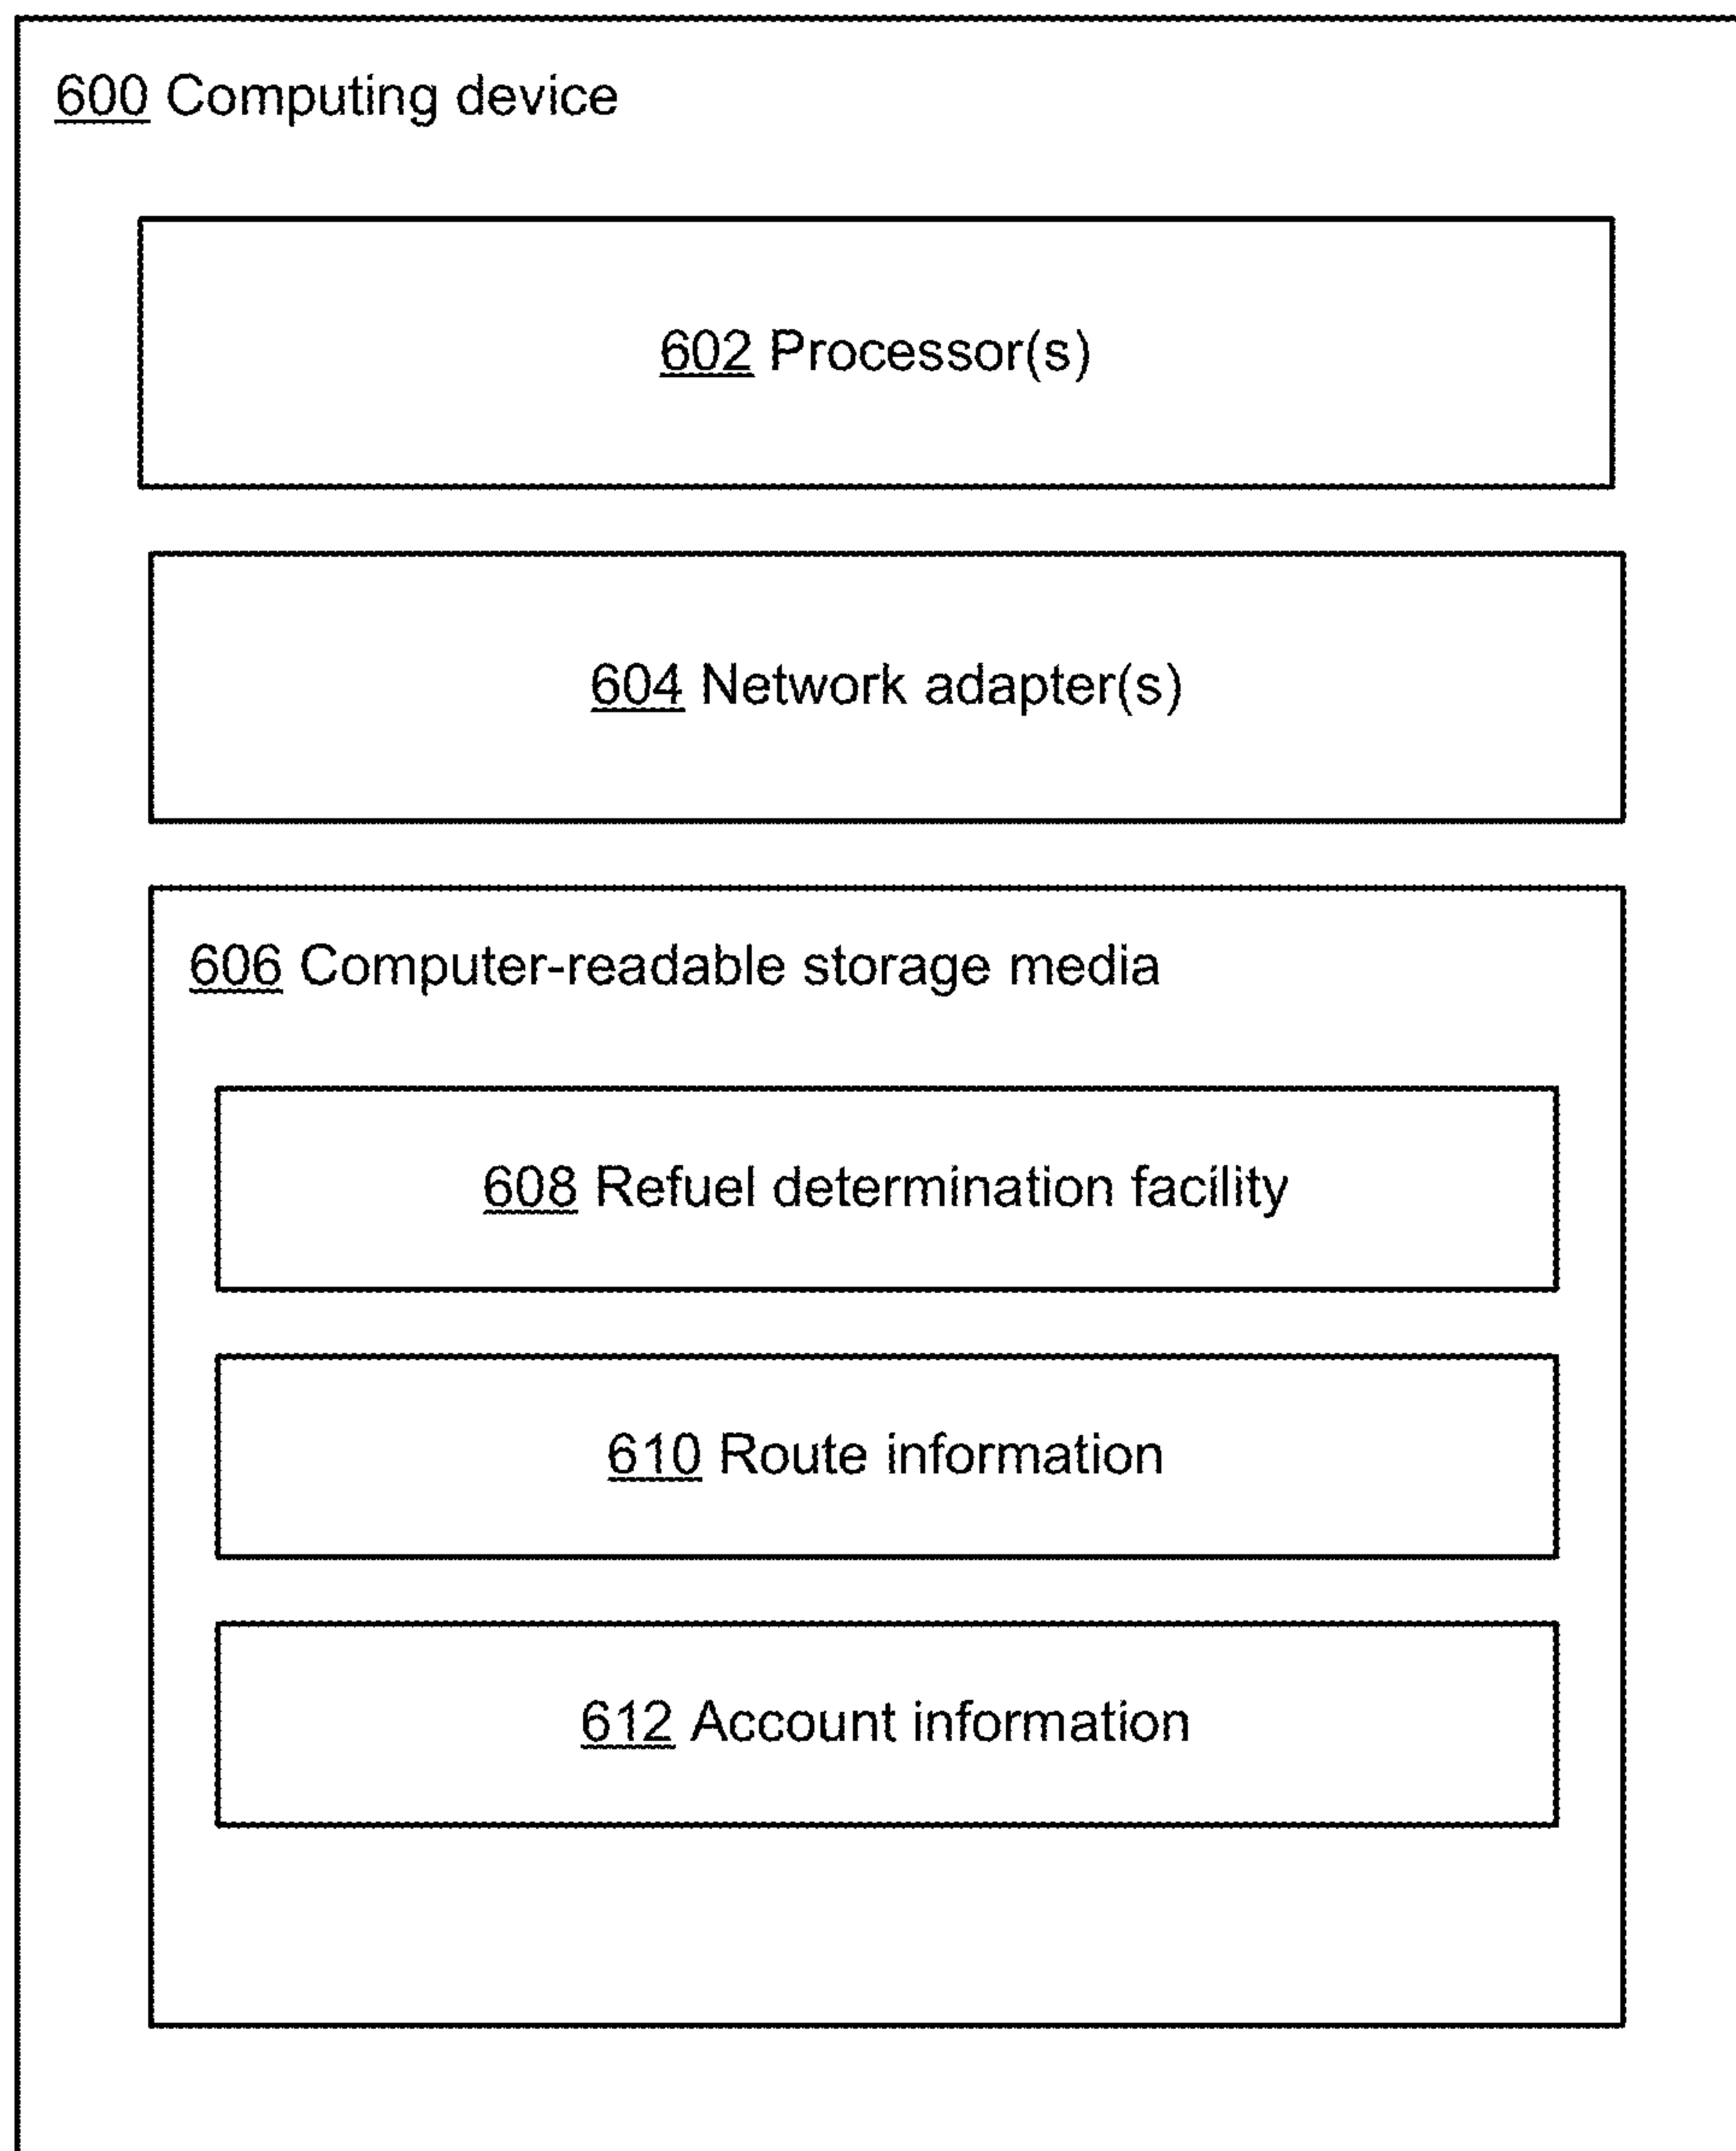 600 Computing device
602 Processor(s)
604 Network adapter(s)
606 Computer-readable storage media
608 Refuel determination facility
610 Route information
612 Account information